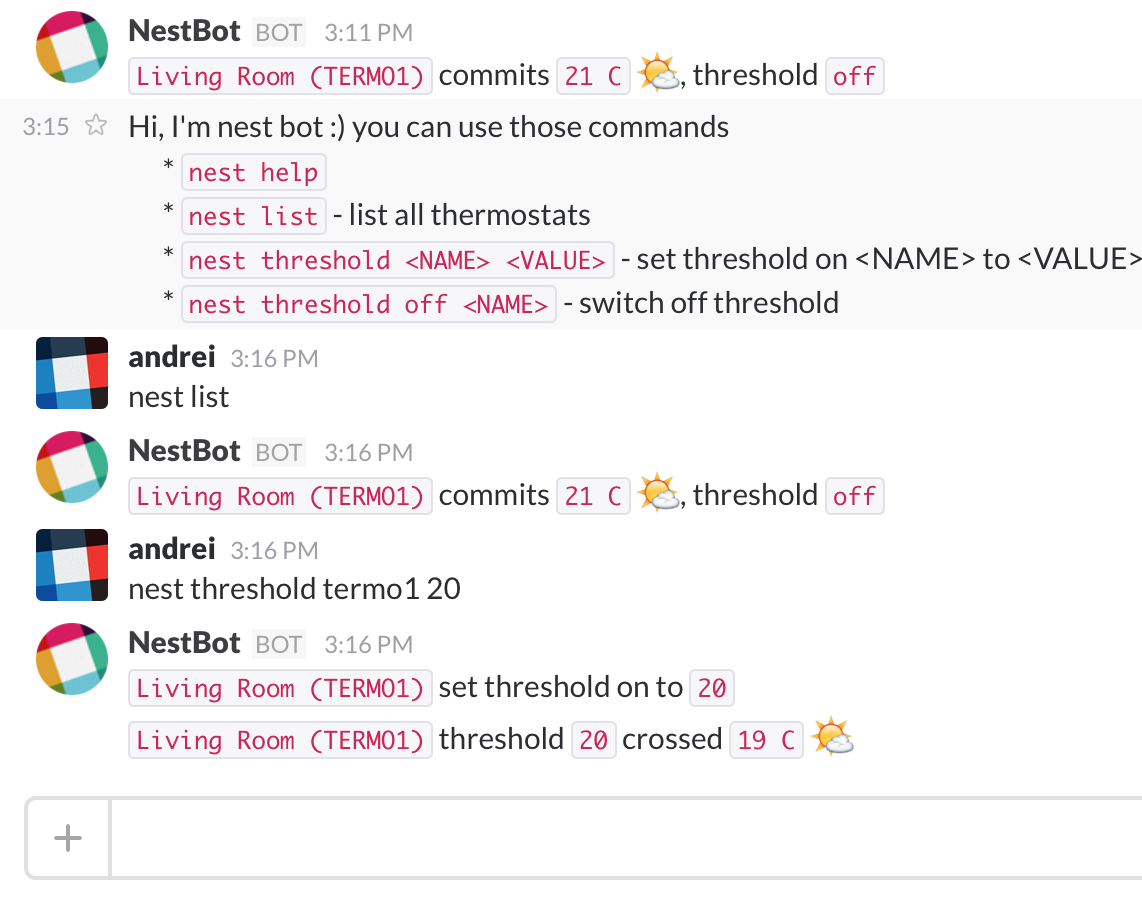 NestBot BOT 3:11 PM
Living Room (TERMO1) commits 21 C 🌤, threshold off
3:15 ☆ Hi, I'm nest bot :) you can use those commands
* nest help
* nest list - list all thermostats
* nest threshold <NAME> <VALUE> - set threshold on <NAME> to <VALUE>
* nest threshold off <NAME> - switch off threshold
andrei 3:16 PM
nest list
NestBot BOT 3:16 PM
Living Room (TERMO1) commits 21 C 🌤, threshold off
andrei 3:16 PM
nest threshold termo1 20
NestBot BOT 3:16 PM
Living Room (TERMO1) set threshold on to 20
Living Room (TERMO1) threshold 20 crossed 19 C 🌤
+